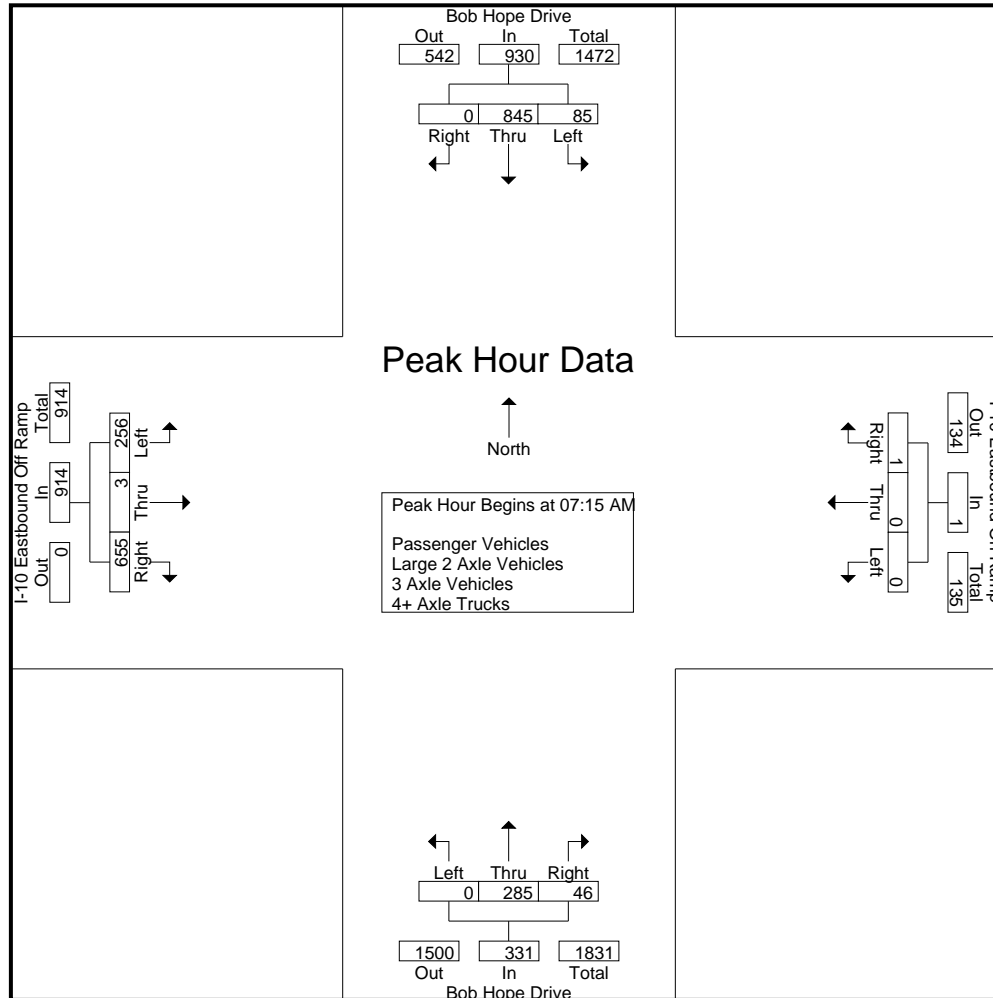 Bob Hope Drive
Out In Total
542 930 1472
0 845 85
Right Thru Left
Peak Hour Data
North
Peak Hour Begins at 07:15 AM
Passenger Vehicles
Large 2 Axle Vehicles
3 Axle Vehicles
4+ Axle Trucks
I-10 Eastbound Off Ramp
Total In Out
914 914 0
256 3 655
Left Thru Right
Right Thru Left
1 0 0
Out In Total
134 1 135
Left Thru Right
0 285 46
1500 331 1831
Out In Total
Bob Hope Drive